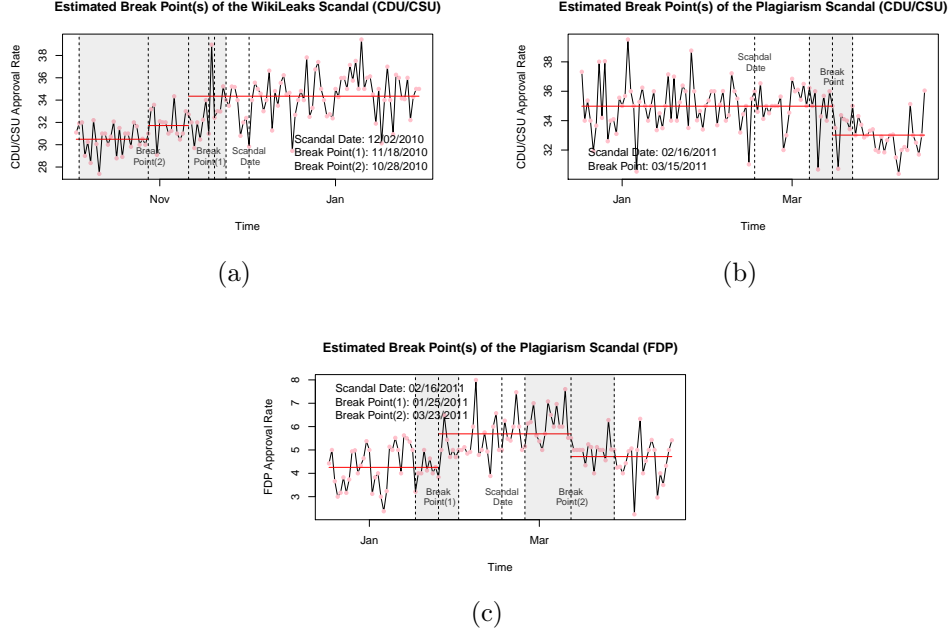 Estimated Break Point(s) of the WikiLeaks Scandal (CDU/CSU)
CDU/CSU Approval Rate
38
36
34
32
30
28
Break
Point(2)
Break
Point(1)
Scandal
Date
Scandal Date: 12/02/2010
Break Point(1): 11/18/2010
Break Point(2): 10/28/2010
Nov
Jan
Time
(a)
Estimated Break Point(s) of the Plagiarism Scandal (CDU/CSU)
CDU/CSU Approval Rate
38
36
34
32
Scandal
Date
Break
Point
Scandal Date: 02/16/2011
Break Point: 03/15/2011
Jan
Mar
Time
(b)
Estimated Break Point(s) of the Plagiarism Scandal (FDP)
FDP Approval Rate
8
7
6
5
4
3
Scandal Date: 02/16/2011
Break Point(1): 01/25/2011
Break Point(2): 03/23/2011
Break
Point(1)
Scandal
Date
Break
Point(2)
Jan
Mar
Time
(c)